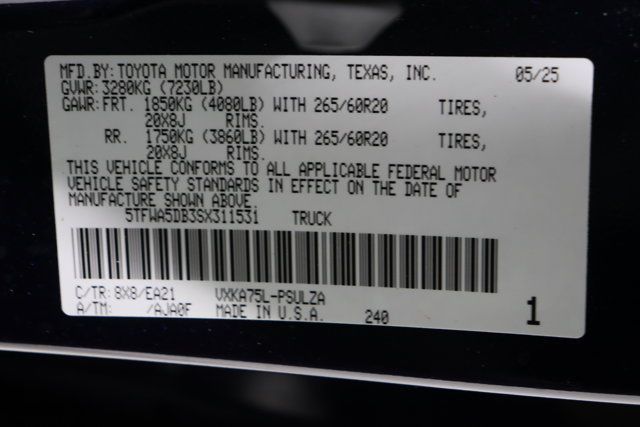 MFD.BY:TOYOTA MOTOR MANUFACTURING, TEXAS, INC. 05/25
GVWR:3280KG (7230LB)
GAWR:FRT. 1850KG (4080LB) WITH 265/60R20 TIRES,
20X8J RIMS.
RR. 1750KG (3860LB) WITH 265/60R20 TIRES,
20X8J RIMS.
THIS VEHICLE CONFORMS TO ALL APPLICABLE FEDERAL MOTOR
VEHICLE SAFETY STANDARDS IN EFFECT ON THE DATE OF
MANUFACTURE SHOWN ABOVE.
5TFWA5DB3SX311531 TRUCK
C/TR:8X8/EA21 VXKA75L-PSULZA
A/TM: /AJA0F MADE IN U.S.A. 240 1